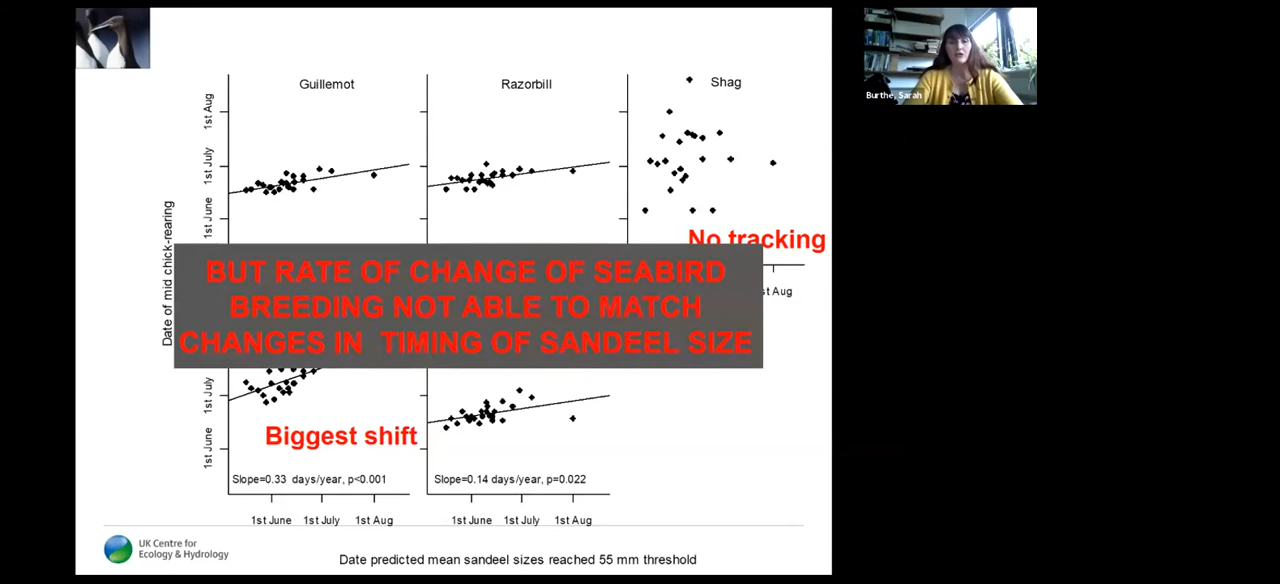 Guillemot
Razorbill
Shag
Burthe, Sarah
1st Aug
1st July
1st June
Date of mid chick-rearing
No tracking
st Aug
BUT RATE OF CHANGE OF SEABIRD
BREEDING NOT ABLE TO MATCH
CHANGES IN TIMING OF SANDEEL SIZE
1st July
1st June
Biggest shift
Slope=0.33 days/year, p<0.001
Slope=0.14 days/year, p=0.022
1st June 1st July 1st Aug
1st June 1st July 1st Aug
UK Centre for
Ecology & Hydrology
Date predicted mean sandeel sizes reached 55 mm threshold